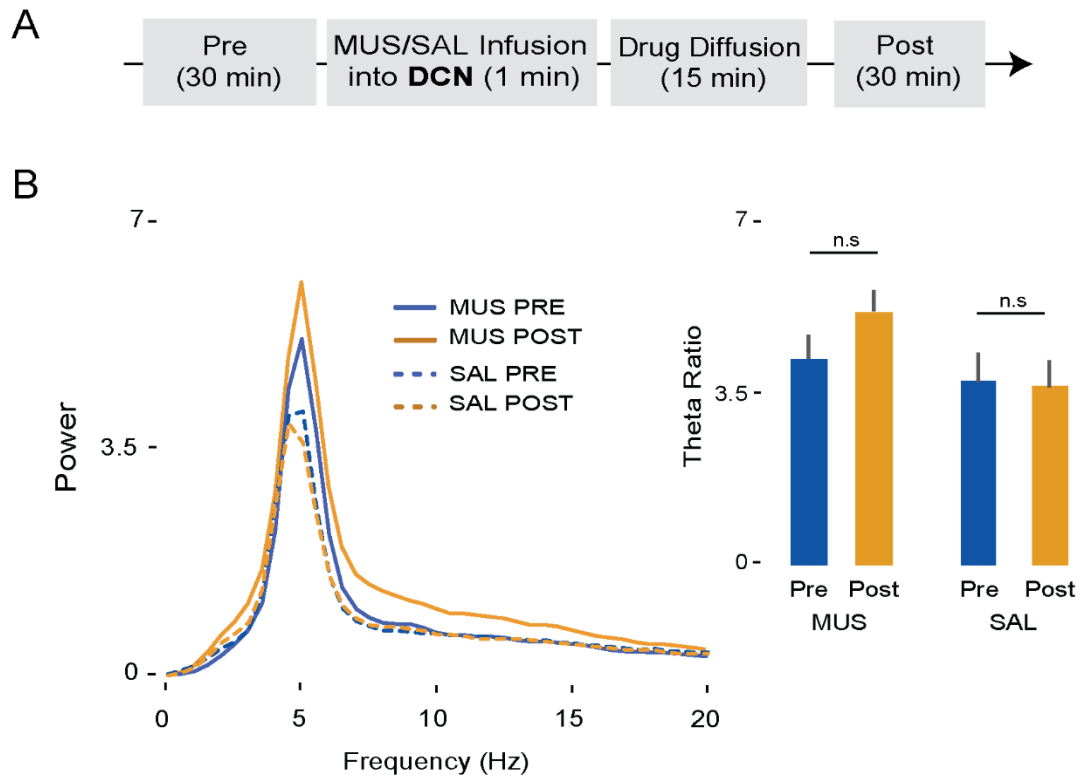 A
Pre
(30 min)
MUS/SAL Infusion
into DCN (1 min)
Drug Diffusion
(15 min)
Post
(30 min)
B
7
3.5
0
Power
0
5
10
15
20
Frequency (Hz)
MUS PRE
MUS POST
SAL PRE
SAL POST
7
3.5
0
Theta Ratio
n.s
n.s
Pre
Post
Pre
Post
MUS
SAL